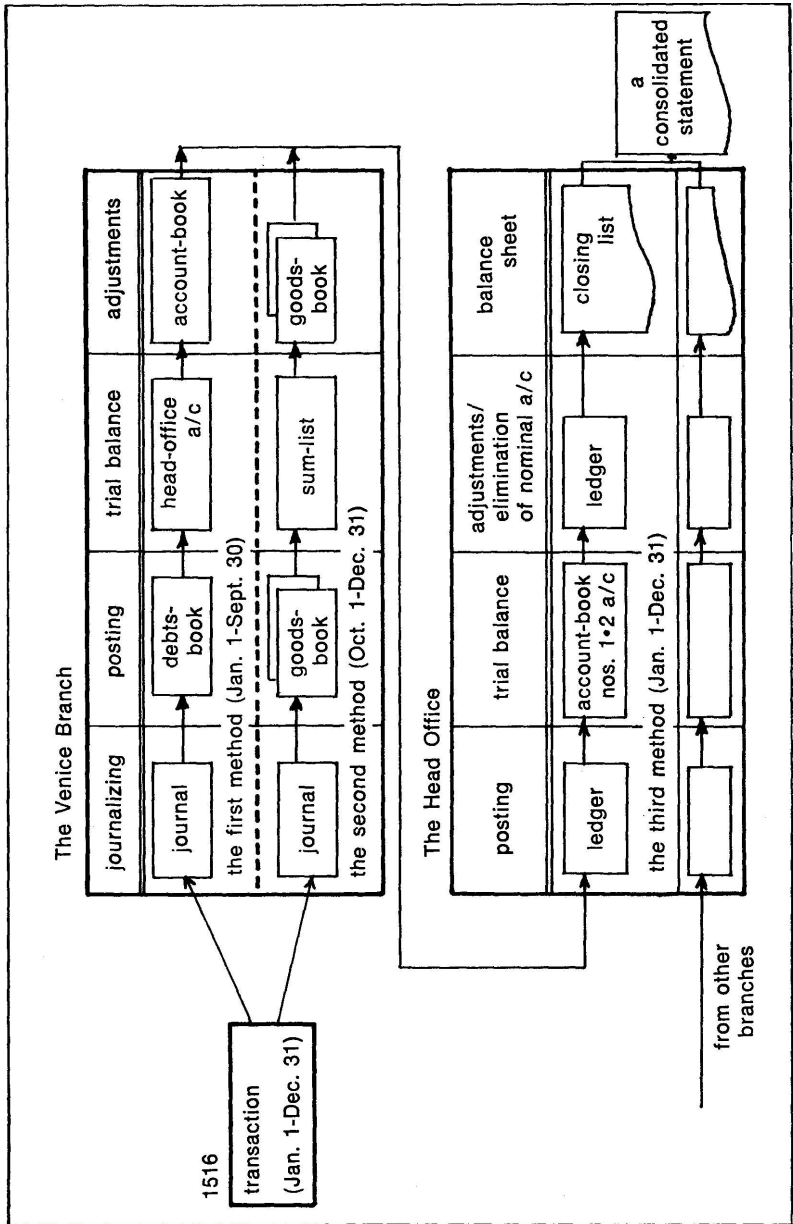 1516
transaction
(Jan. 1-Dec. 31)
The Venice Branch
journalizing
posting
trial balance
adjustments
journal
debts-
book
head-office
a/c
account-book
the first method (Jan. 1-Sept. 30)
journal
goods-
book
sum-list
goods-
book
the second method (Oct. 1-Dec. 31)
The Head Office
posting
trial balance
adjustments/
elimination
of nominal a/c
balance
sheet
ledger
account-book
nos. 1•2 a/c
ledger
closing
list
the third method (Jan. 1-Dec. 31)
from other
branches
a
consolidated
statement